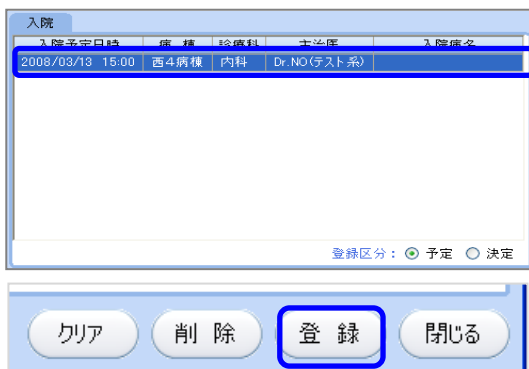 入院
入院予定日時 病 棟 診療科 主治医 入院病名
2008/03/13 15:00 西4病棟 内科 Dr.NO(テスト系)
登録区分： 予定 決定
クリア 削 除 登 録 閉じる